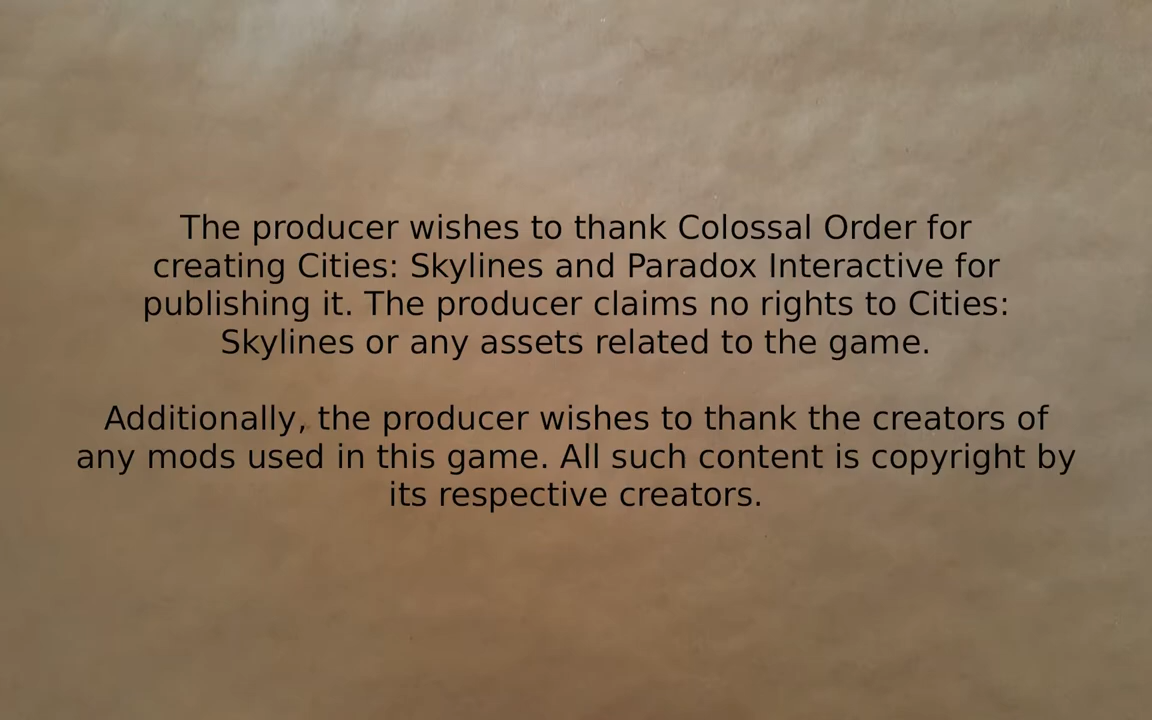 The producer wishes to thank Colossal Order for
creating Cities: Skylines and Paradox Interactive for
publishing it. The producer claims no rights to Cities:
Skylines or any assets related to the game.
Additionally, the producer wishes to thank the creators of
any mods used in this game. All such content is copyright by
its respective creators.